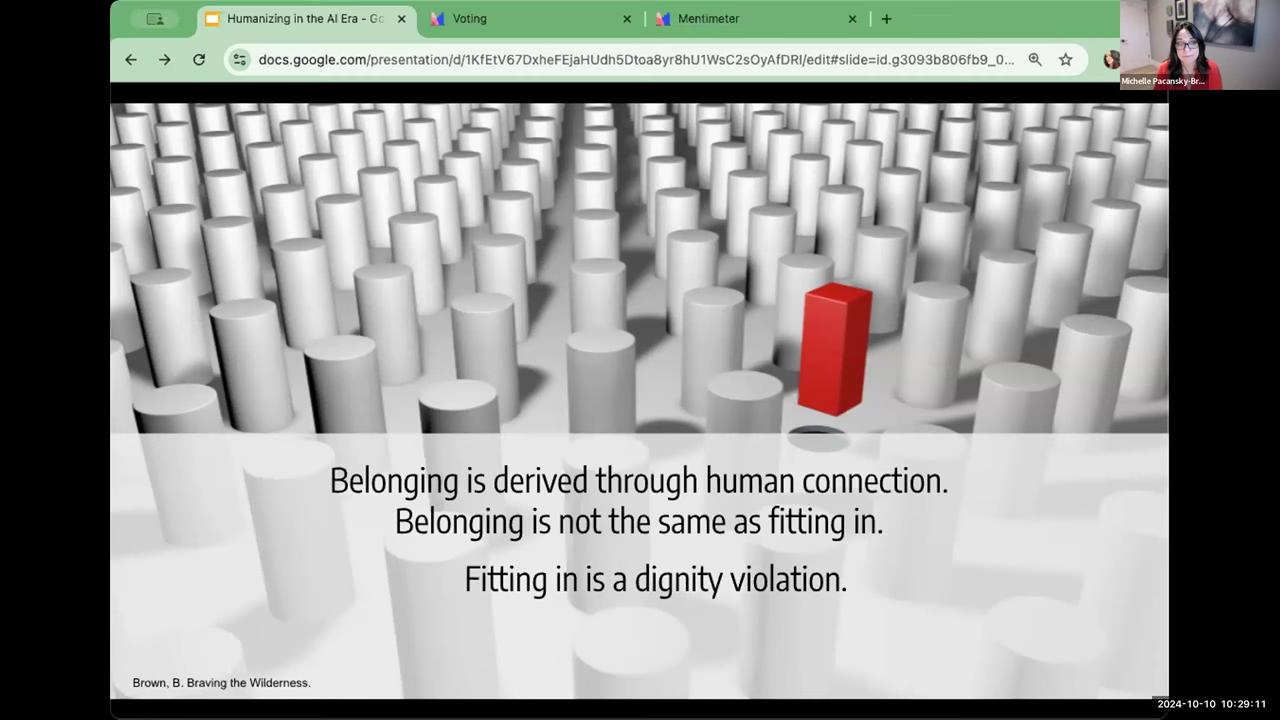 Humanizing in the AI Era - Go
Voting
Mentimeter
docs.google.com/presentation/d/1KfEtV67DxheFEjaHUdh5Dtoa8yr8hU1WsC2sOyAfDRI/edit#slide=id.g3093b806fb9_0...
Michelle Pacansky-Br...
Belonging is derived through human connection.
Belonging is not the same as fitting in.
Fitting in is a dignity violation.
Brown, B. Braving the Wilderness.
2024-10-10 10:29:11